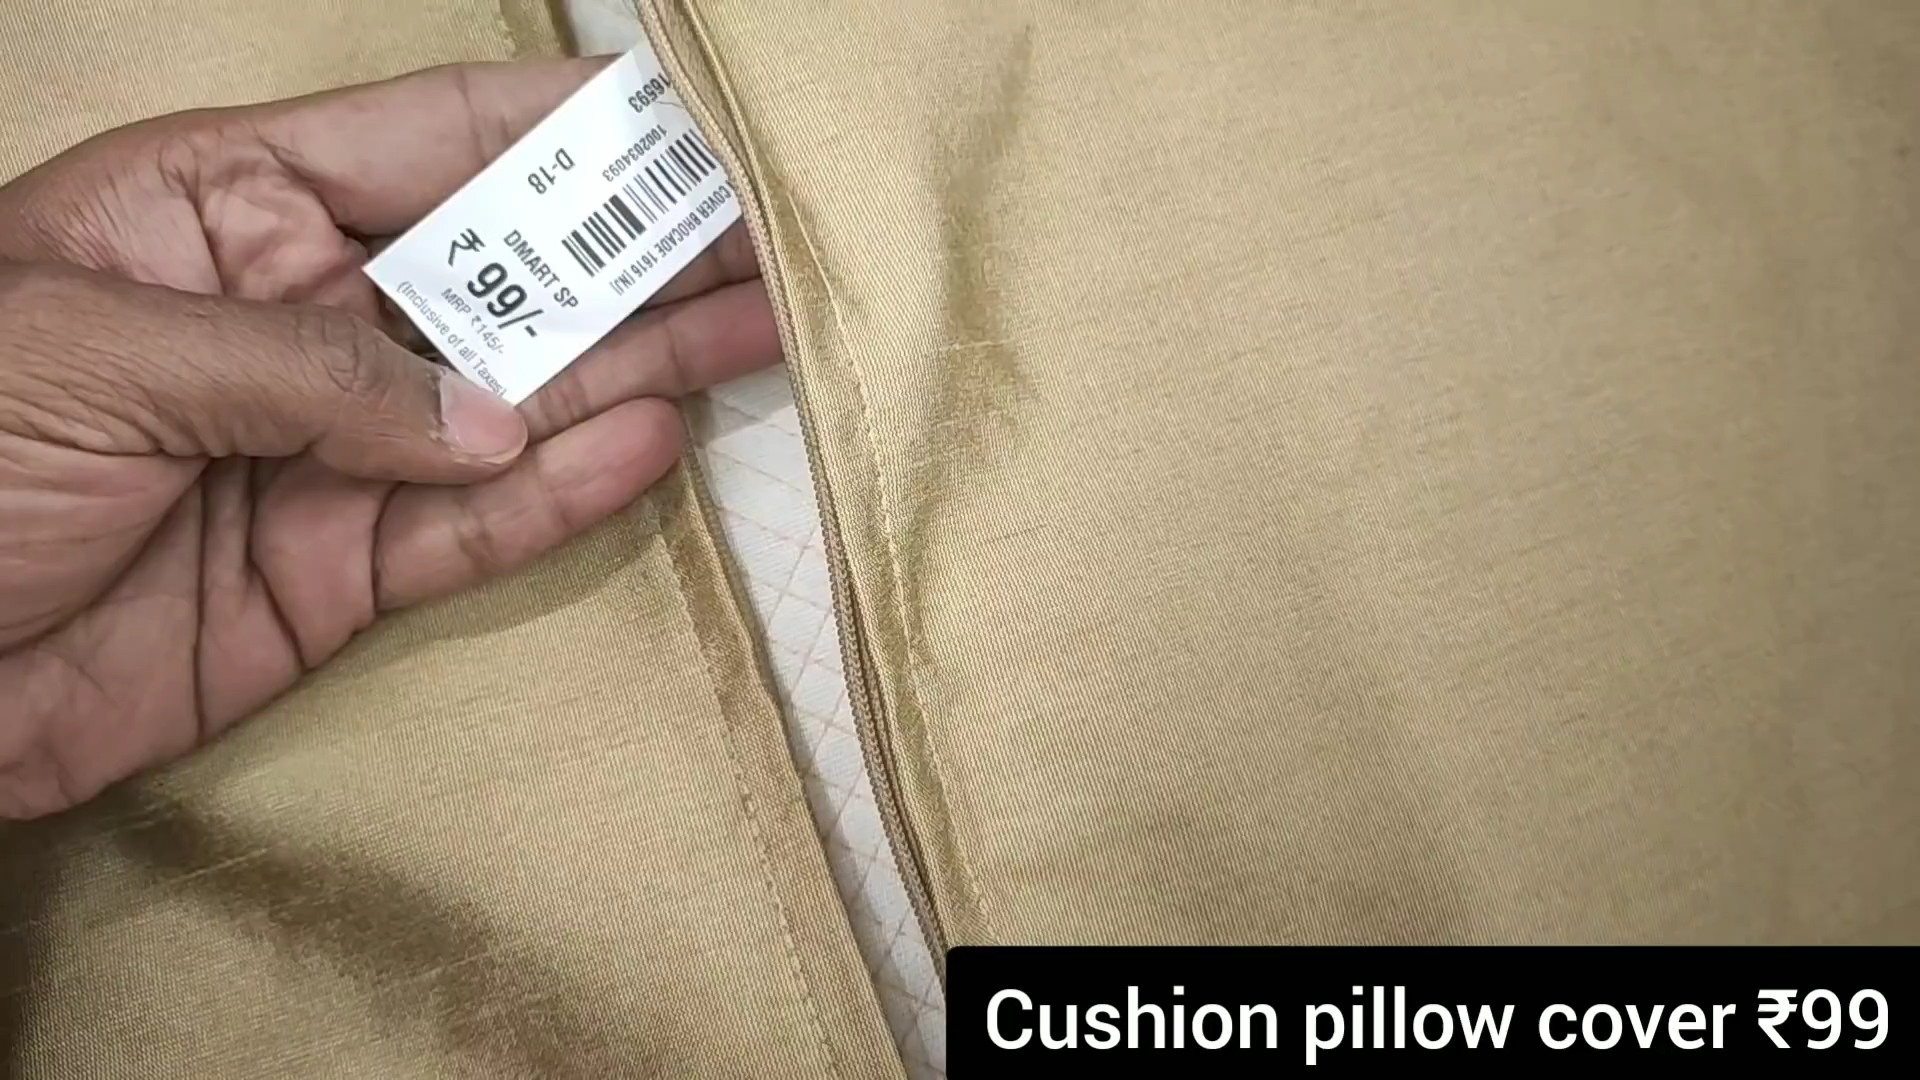 16593
1002034093
COVER BROCADE 1616 [NJ]
D-18
DMART SP
₹ 99/-
MRP ₹ 145/-
(Inclusive of all Taxes)
Cushion pillow cover ₹99